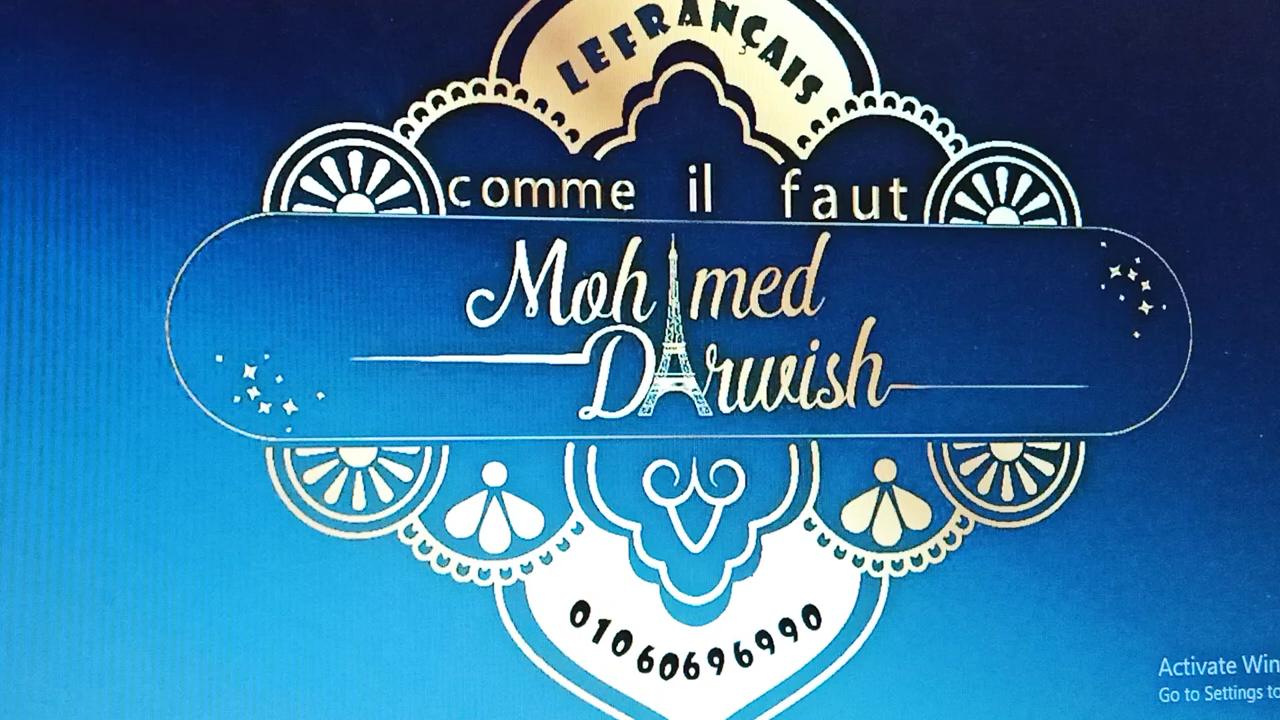 LEFRANÇAIS
comme il faut
Mohamed
Darwish
01060696990
Activate Win
Go to Settings to